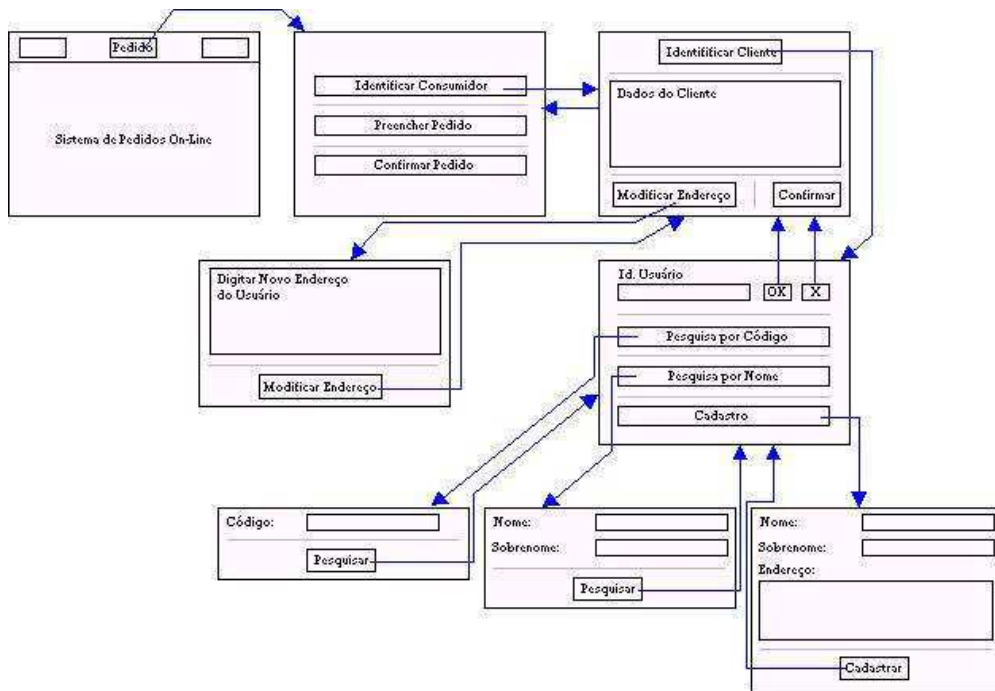 Pedido
Sistema de Pedidos On-Line
Identificar Consumidor
Preencher Pedido
Confirmar Pedido
Identitificar Cliente
Dados do Cliente
Modificar Endereço
Confirmar
Digitar Novo Endereço
do Usuário
Modificar Endereço
Id. Usuário
OK
X
Pesquisa por Código
Pesquisa por Nome
Cadastro
Código:
Pesquisar
Nome:
Sobrenome:
Pesquisar
Nome:
Sobrenome:
Endereço:
Cadastrar